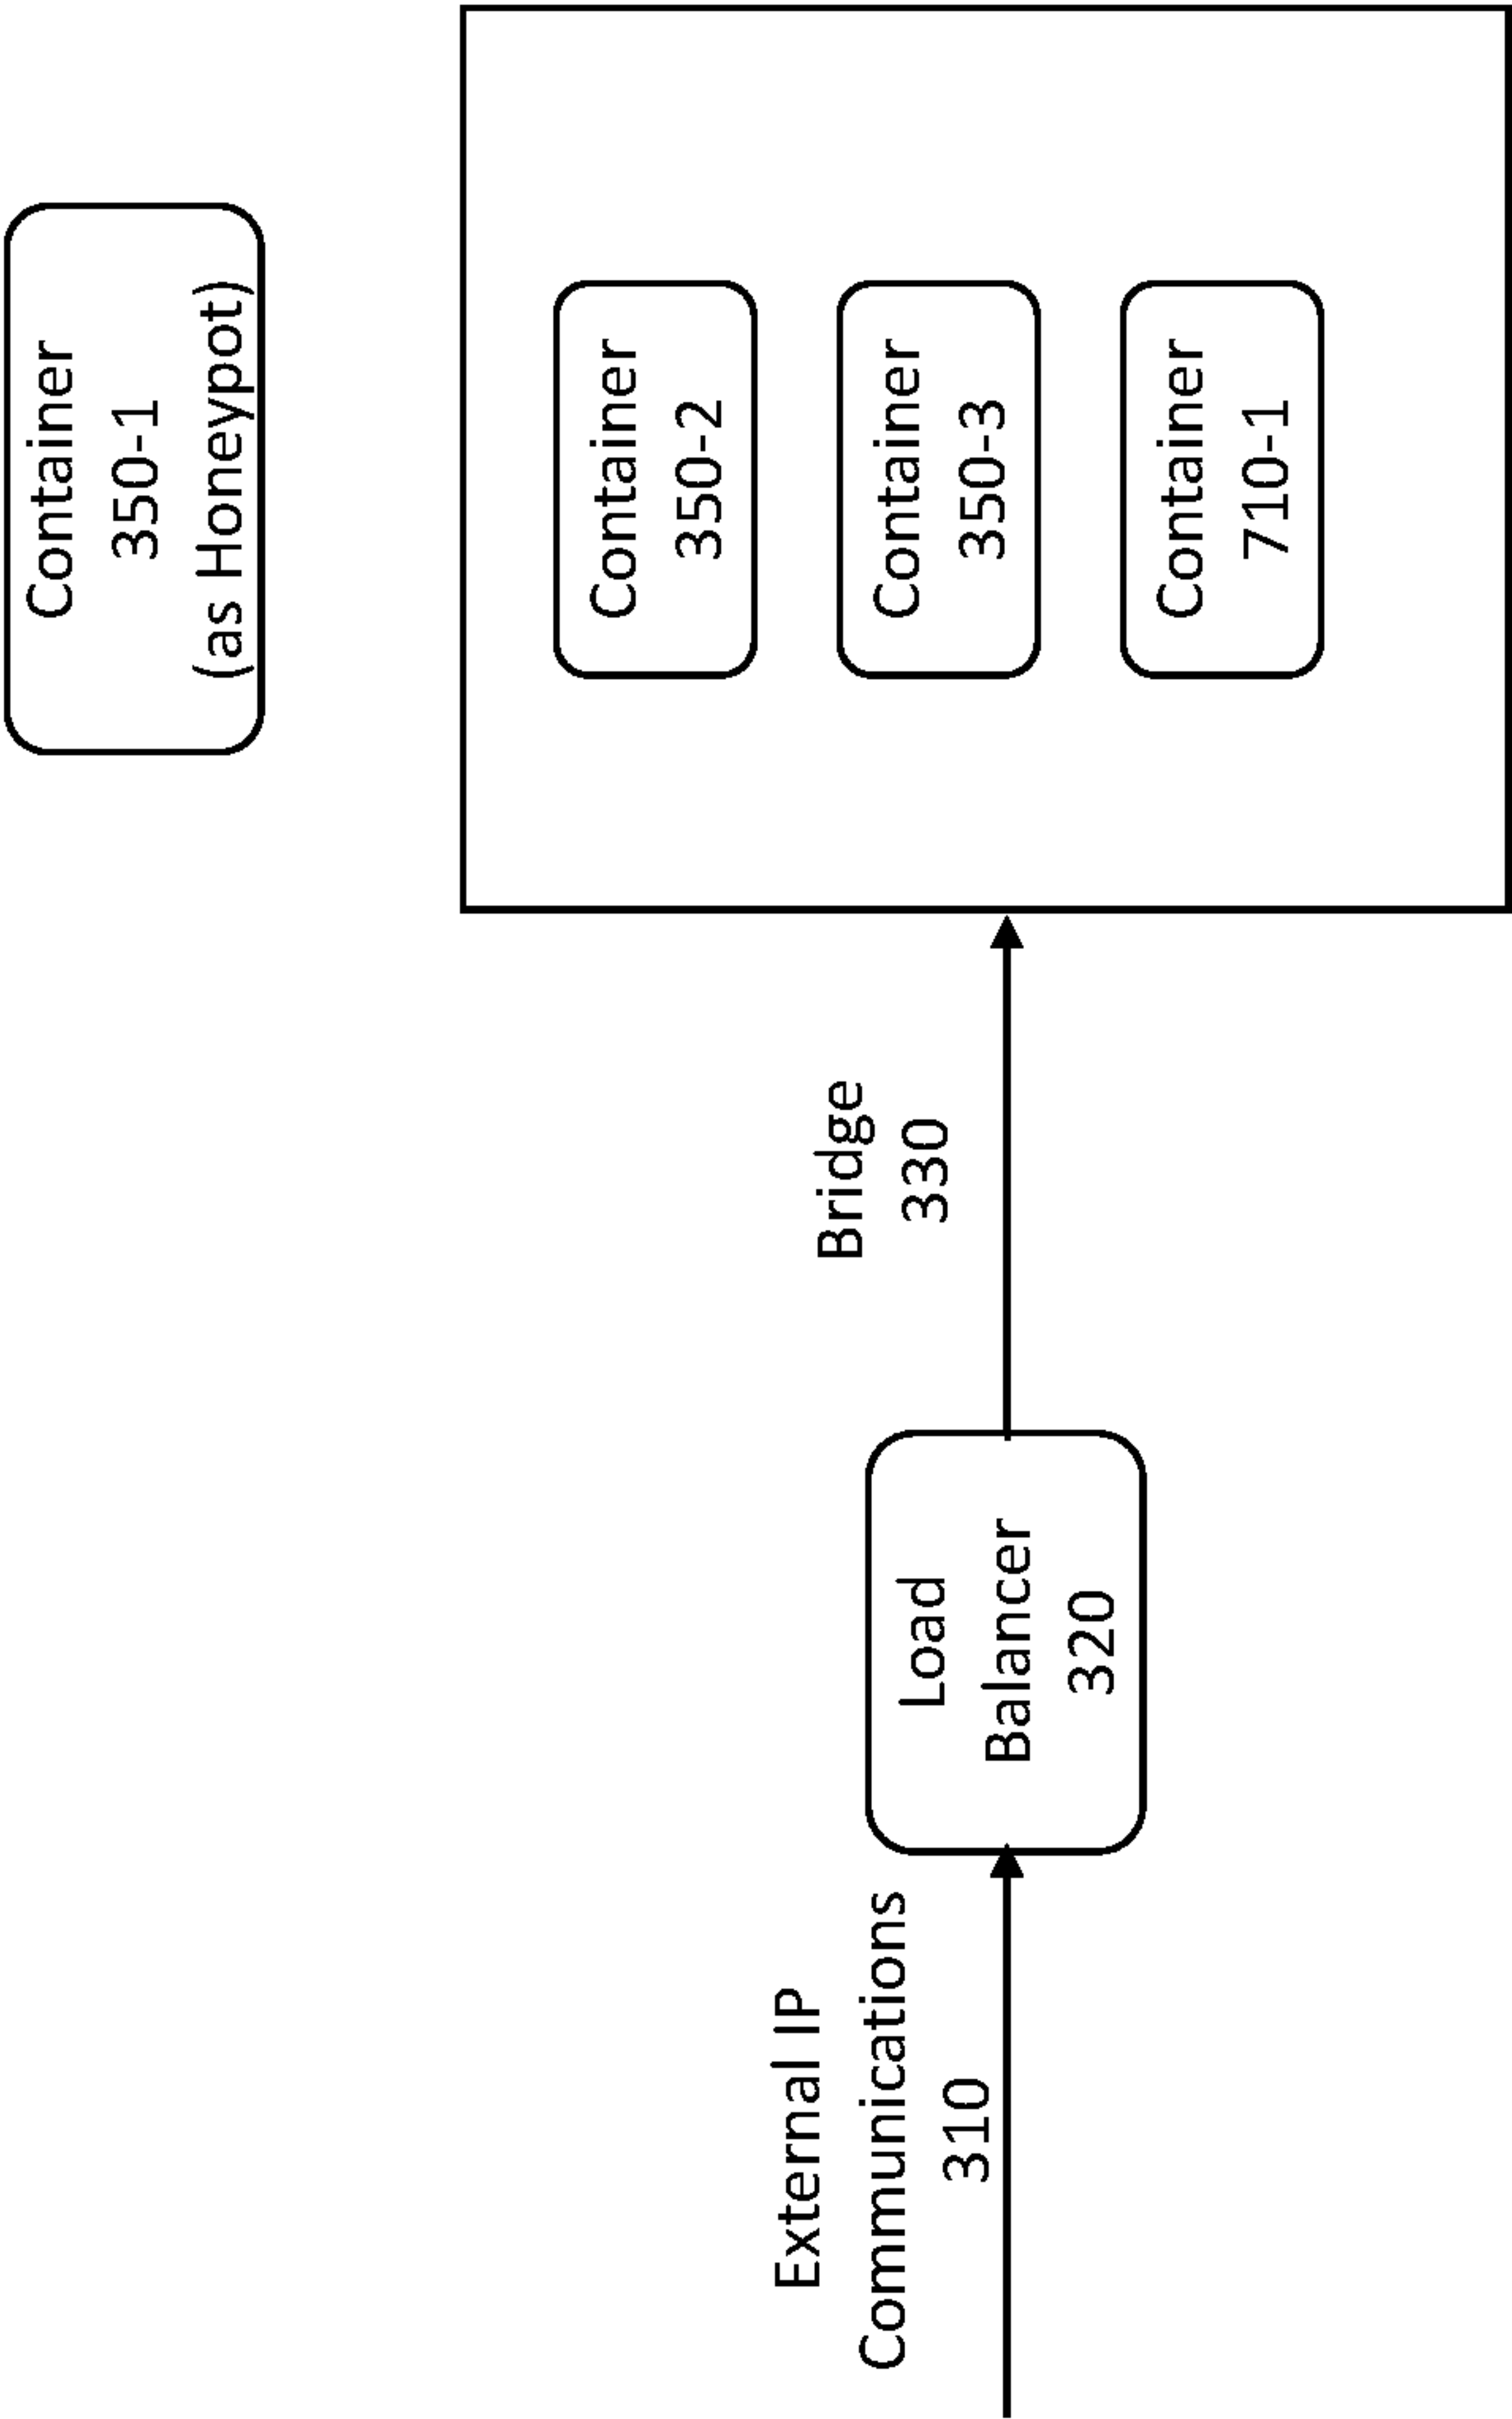 Container
350-1
(as Honeypot)
External IP
Communications
310
Load
Balancer
320
Bridge
330
Container
350-2
Container
350-3
Container
710-1